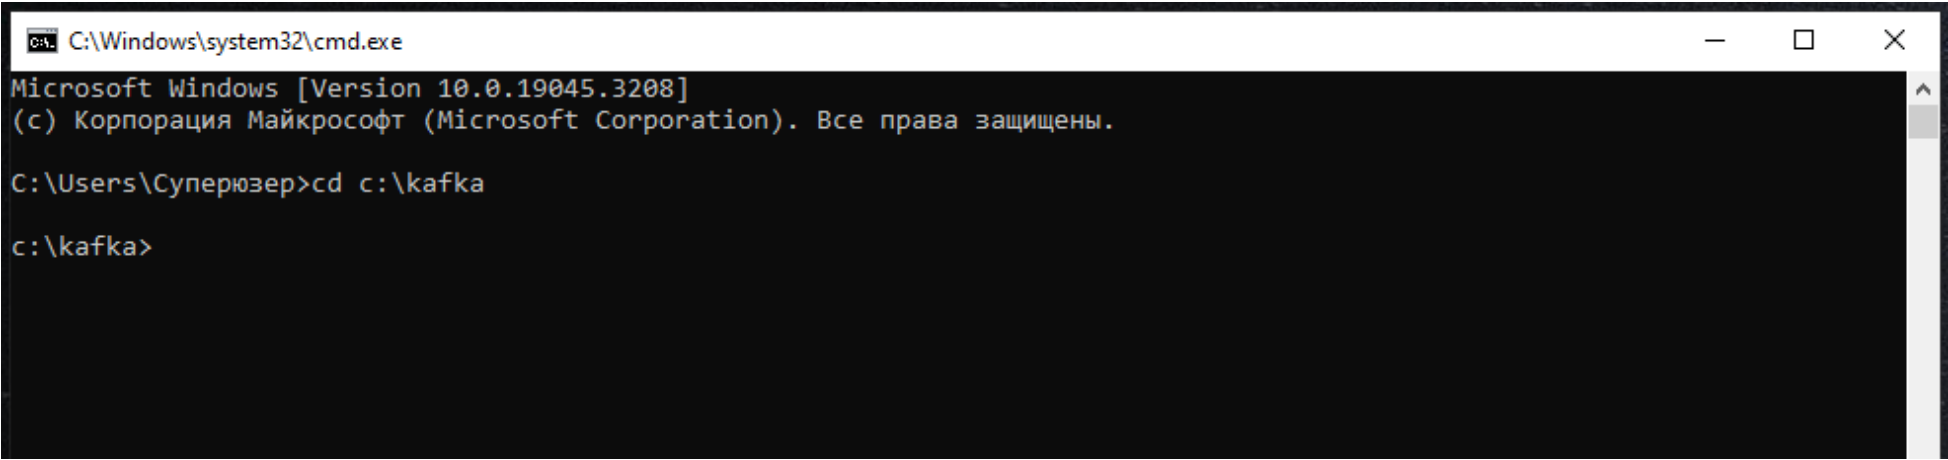 C:\Windows\system32\cmd.exe
Microsoft Windows [Version 10.0.19045.3208]
(c) Корпорация Майкрософт (Microsoft Corporation). Все права защищены.
C:\Users\Суперюзер>cd c:\kafka
c:\kafka>